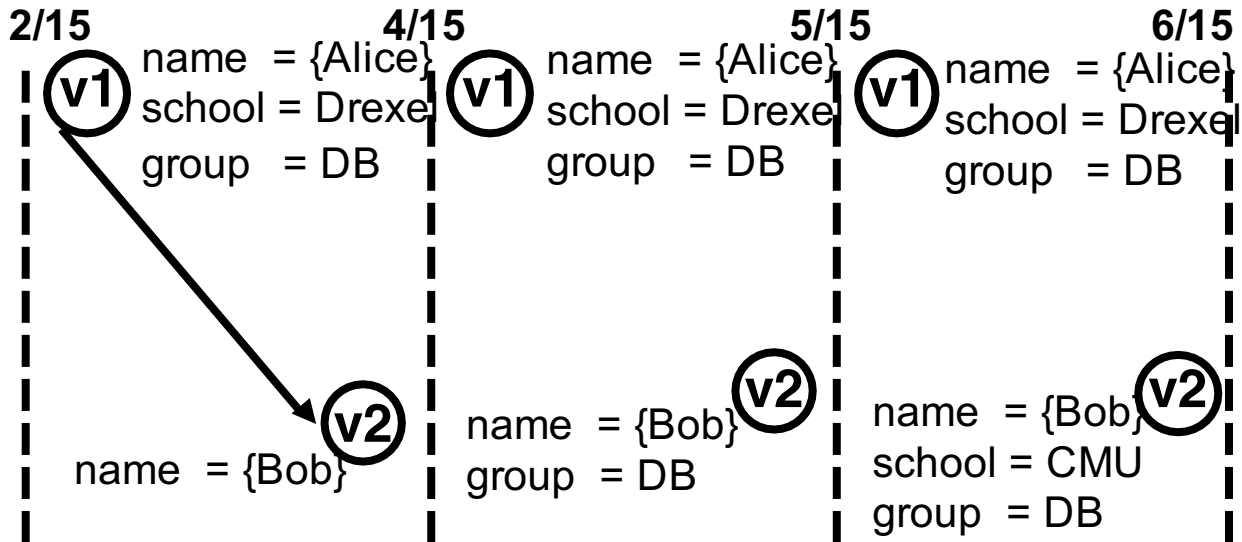 2/15 4/15 5/15 6/15
v1
name = {Alice}
school = Drexel
group = DB
v2
name = {Bob}
v1
name = {Alice}
school = Drexel
group = DB
v2
name = {Bob}
group = DB
v1
name = {Alice}
school = Drexel
group = DB
v2
name = {Bob}
school = CMU
group = DB